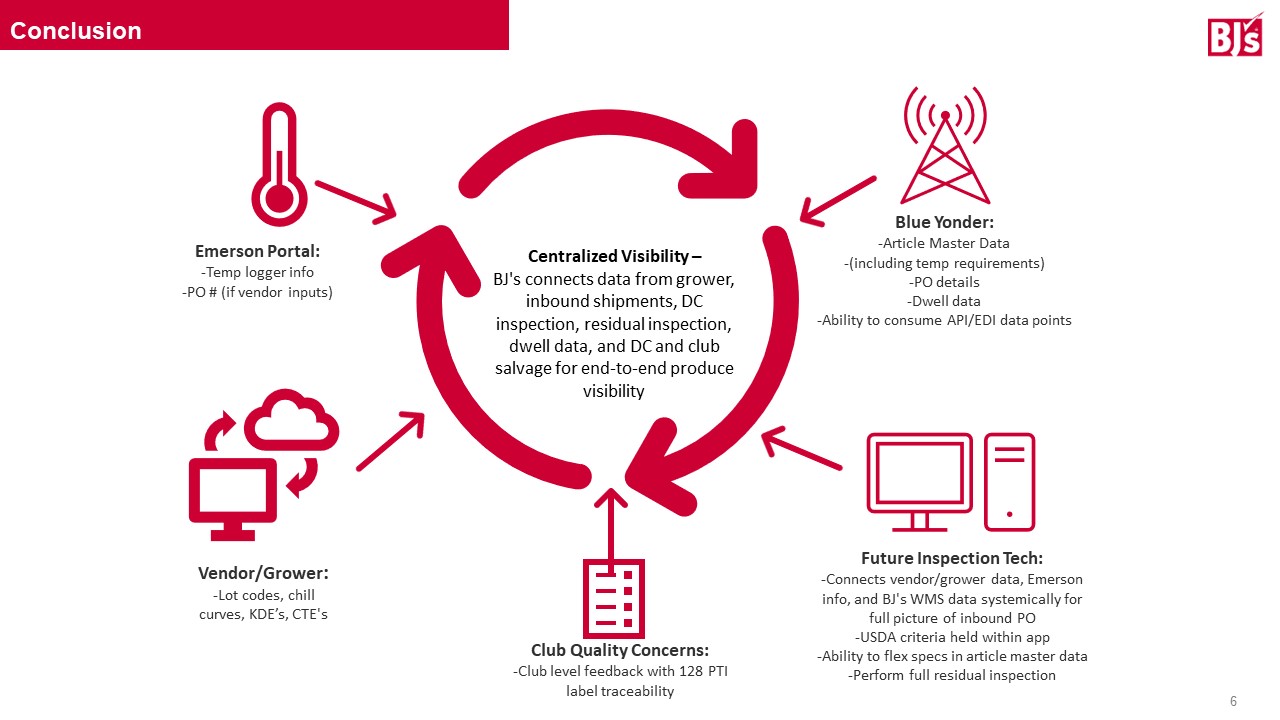 Conclusion
BJ's
Emerson Portal:
-Temp logger info
-PO # (if vendor inputs)
Blue Yonder:
-Article Master Data
-(including temp requirements)
-PO details
-Dwell data
-Ability to consume API/EDI data points
Centralized Visibility –
BJ's connects data from grower,
inbound shipments, DC
inspection, residual inspection,
dwell data, and DC and club
salvage for end-to-end produce
visibility
Vendor/Grower:
-Lot codes, chill
curves, KDE’s, CTE's
Club Quality Concerns:
-Club level feedback with 128 PTI
label traceability
Future Inspection Tech:
-Connects vendor/grower data, Emerson
info, and BJ's WMS data systemically for
full picture of inbound PO
-USDA criteria held within app
-Ability to flex specs in article master data
-Perform full residual inspection
6